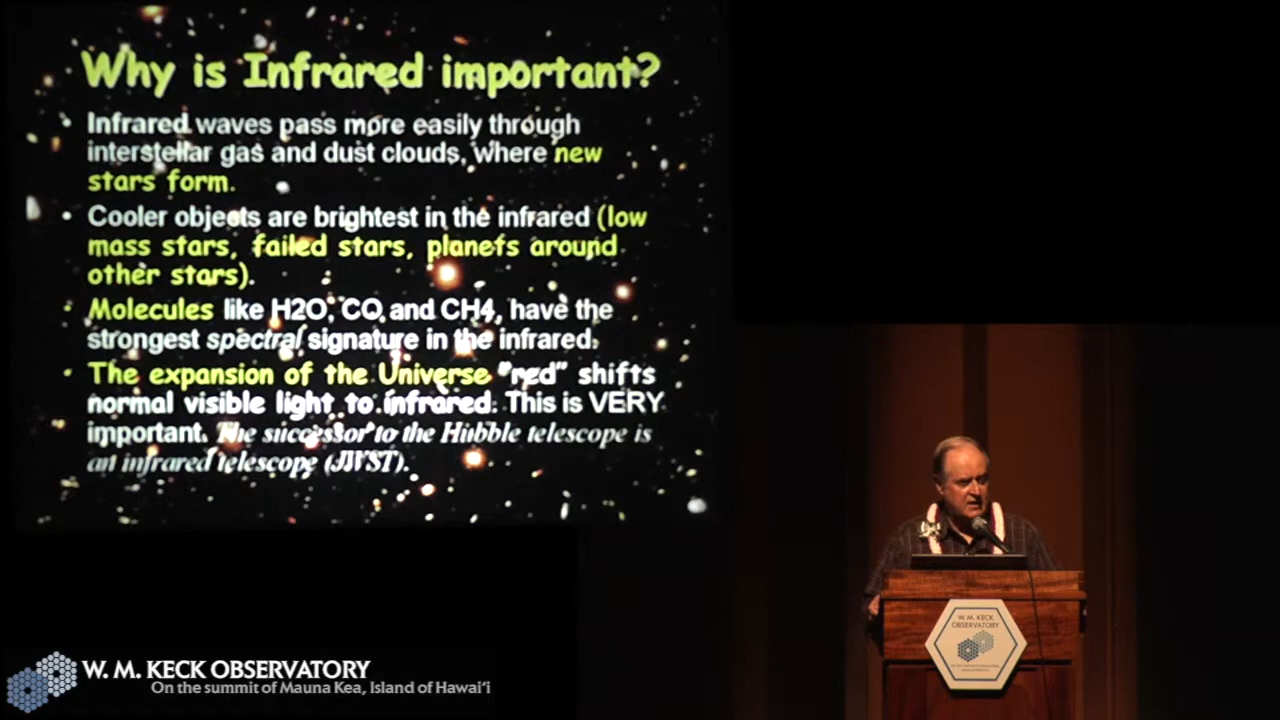 Why is Infrared important?
• Infrared waves pass more easily through
interstellar gas and dust clouds, where new
stars form.
• Cooler objects are brightest in the infrared (low
mass stars, failed stars, planets around
other stars).
• Molecules like H2O, CO and CH4, have the
strongest spectral signature in the infrared.
• The expansion of the Universe "red" shifts
normal visible light to infrared. This is VERY
important. The successor to the Hubble telescope is
an infrared telescope (JWST).
W. M. KECK
OBSERVATORY
W. M. KECK OBSERVATORY
On the summit of Mauna Kea, Island of Hawai‘i